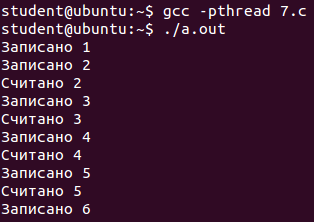 student@ubuntu:~$ gcc -pthread 7.c
student@ubuntu:~$ ./a.out
Записано 1
Записано 2
Считано 2
Записано 3
Считано 3
Записано 4
Считано 4
Записано 5
Считано 5
Записано 6